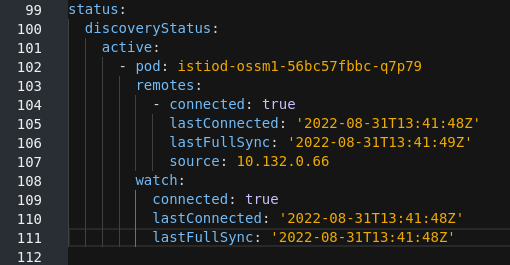 99 status:
100   discoveryStatus:
101     active:
102       - pod: istiod-ossm1-56bc57fbbc-q7p79
103         remotes:
104           - connected: true
105             lastConnected: '2022-08-31T13:41:48Z'
106             lastFullSync: '2022-08-31T13:41:49Z'
107             source: 10.132.0.66
108         watch:
109           connected: true
110           lastConnected: '2022-08-31T13:41:48Z'
111           lastFullSync: '2022-08-31T13:41:48Z'
112